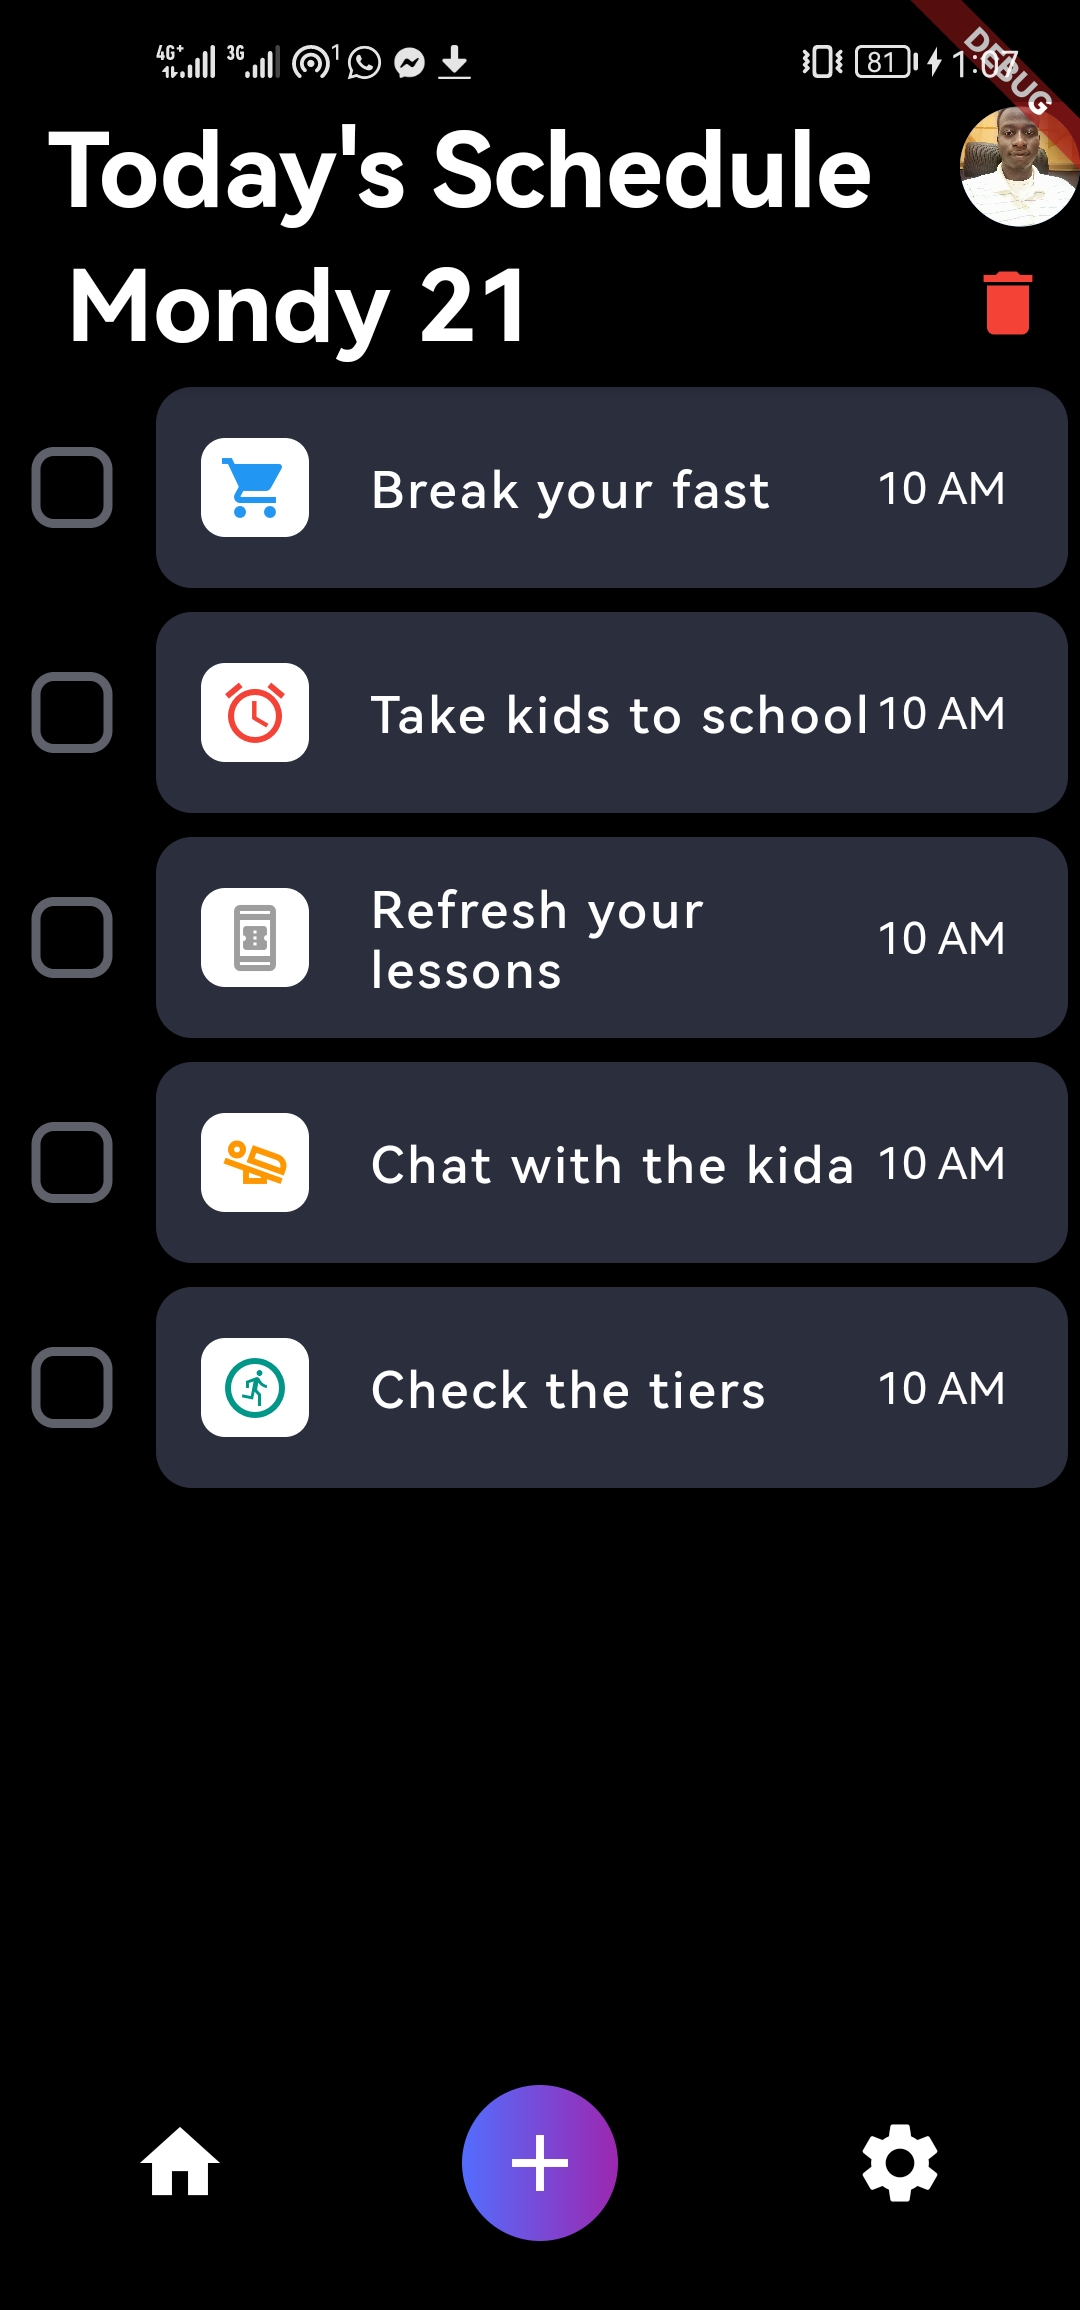 4G+ 3G 1 81 1:07
DEBUG
Today's Schedule
Mondy 21
Break your fast 10 AM
Take kids to school 10 AM
Refresh your
lessons 10 AM
Chat with the kida 10 AM
Check the tiers 10 AM